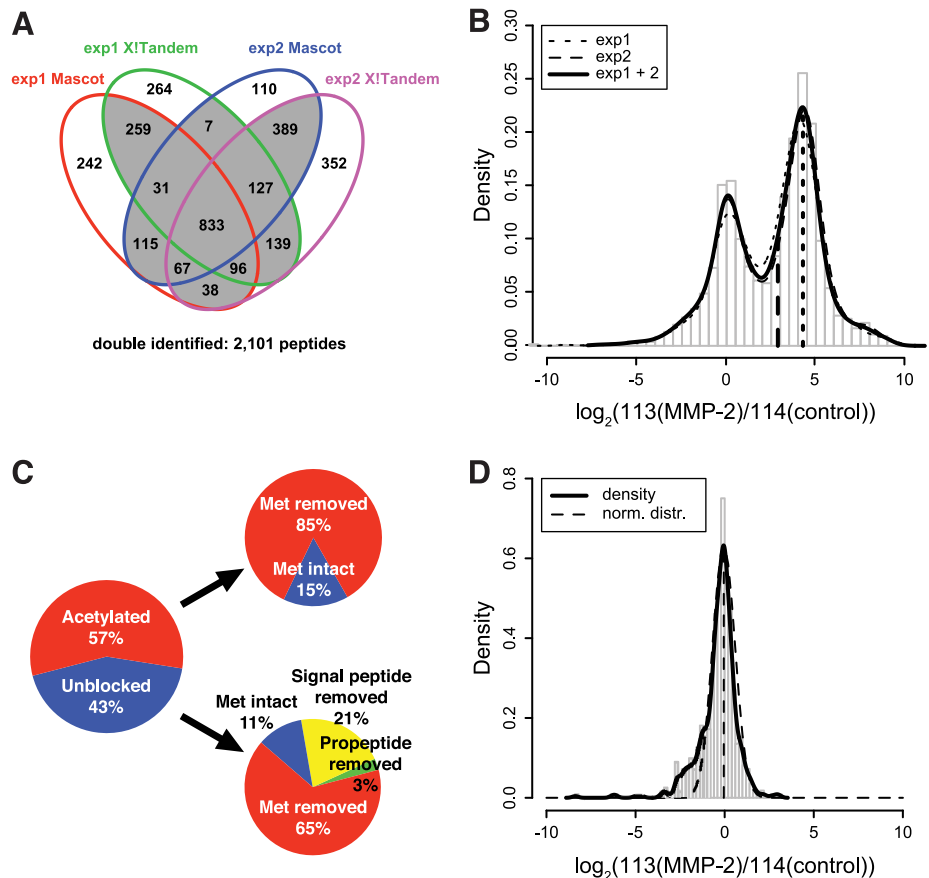 A
exp1 X!Tandem
exp2 Mascot
exp1 Mascot
exp2 X!Tandem
264
110
259
7
389
242
352
31
127
833
115
139
67
96
38
double identified: 2,101 peptides
B
exp1
exp2
exp1 + 2
Density
0.30
0.25
0.20
0.15
0.10
0.05
0.00
-10
-5
0
5
10
log2(113(MMP-2)/114(control))
C
Met removed
85%
Met intact
15%
Acetylated
57%
Unblocked
43%
Signal peptide
removed
21%
Met intact
11%
Propeptide
removed
3%
Met removed
65%
D
density
norm. distr.
Density
0.8
0.6
0.4
0.2
0.0
-10
-5
0
5
10
log2(113(MMP-2)/114(control))